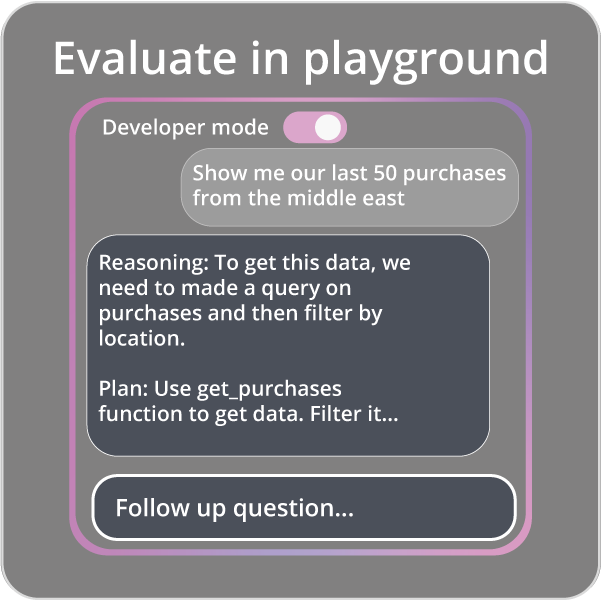 Evaluate in playground
Developer mode
Show me our last 50 purchases
from the middle east
Reasoning: To get this data, we
need to made a query on
purchases and then filter by
location.
Plan: Use get_purchases
function to get data. Filter it...
Follow up question...